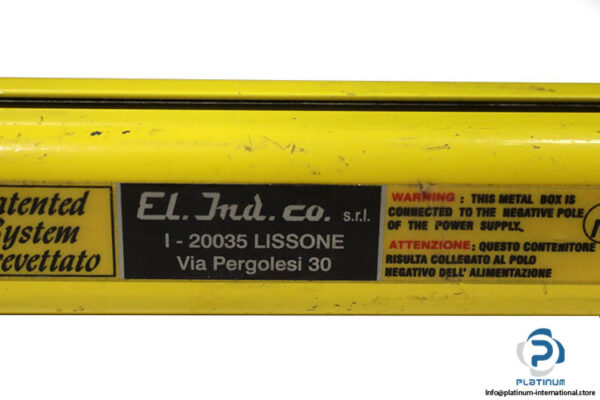 System
El. Ind. co. s.r.l.
I - 20035 LISSONE
Via Pergolesi 30
WARNING : THIS METAL BOX IS
CONNECTED TO THE NEGATIVE POLE
OF THE POWER SUPPLY.
ATTENZIONE: QUESTO CONTENITORE
RISULTA COLLEGATO AL POLO
NEGATIVO DELL' ALIMENTAZIONE
PLATINUM
Info@platinum-international.store